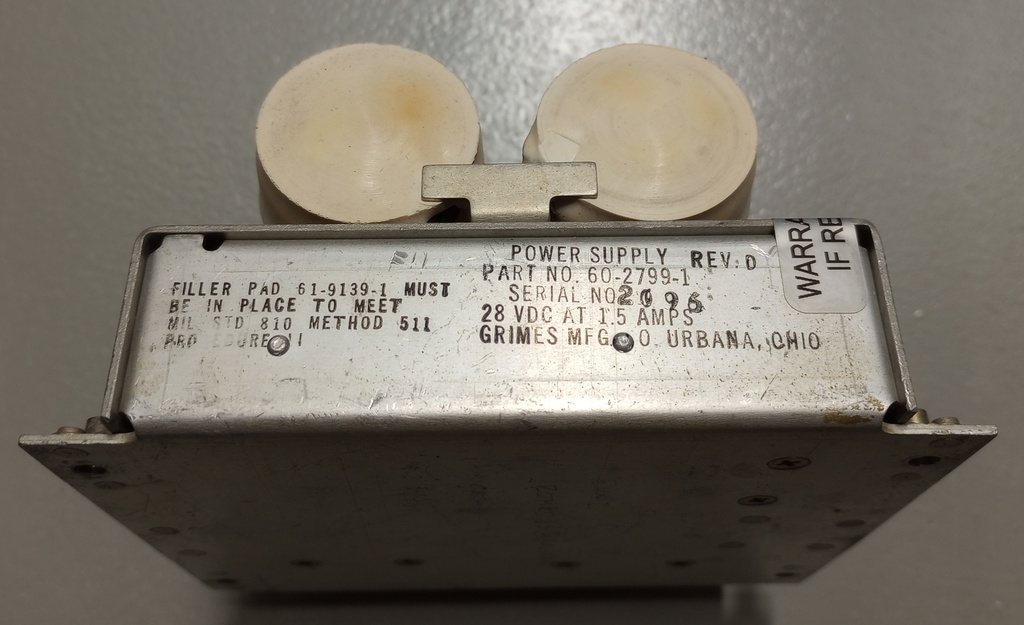 FILLER PAD 61-9139-1 MUST
BE IN PLACE TO MEET
MIL STD 810 METHOD 511
POWER SUPPLY REV. D
PART NO. 60-2799-1
SERIAL NO. 2096
28 VDC AT 1.5 AMPS
GRIMES MFG. O. URBANA, OHIO
WARRA
IF RE